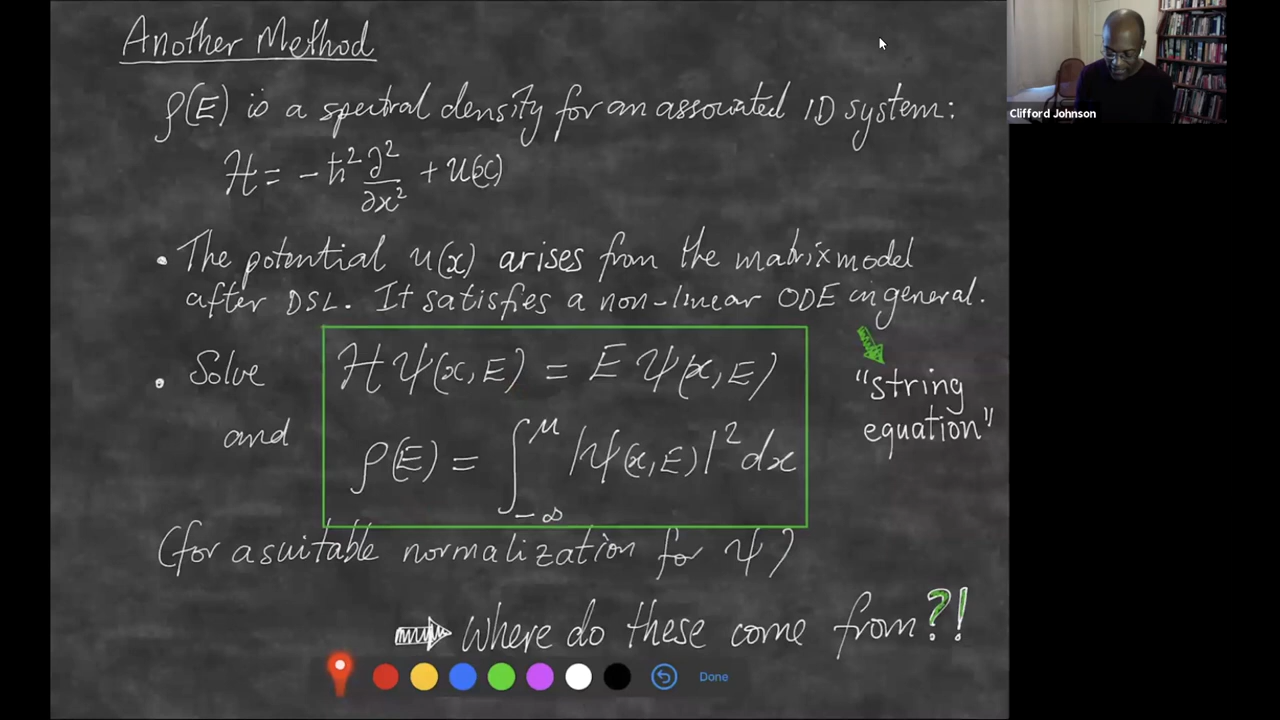 Another Method
ρ(E) is a spectral density for an associated 1D system:
ℋ = -ħ² ∂²/∂x² + u(x)
• The potential u(x) arises from the matrix model
after DSL. It satisfies a non-linear ODE in general.
• Solve ℋψ(x,E) = Eψ(x,E)
"string
equation"
and ρ(E) = ∫_{-∞}^{μ} |ψ(x,E)|² dx
(for a suitable normalization for ψ)
Where do these come from?!
Done
Clifford Johnson